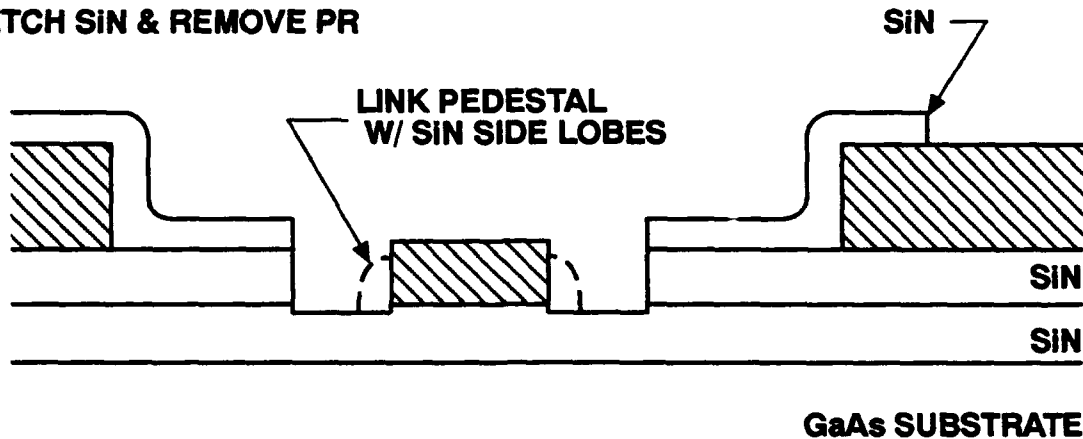 TCH SiN & REMOVE PR
SiN
LINK PEDESTAL
W/ SiN SIDE LOBES
SiN
SiN
GaAs SUBSTRATE